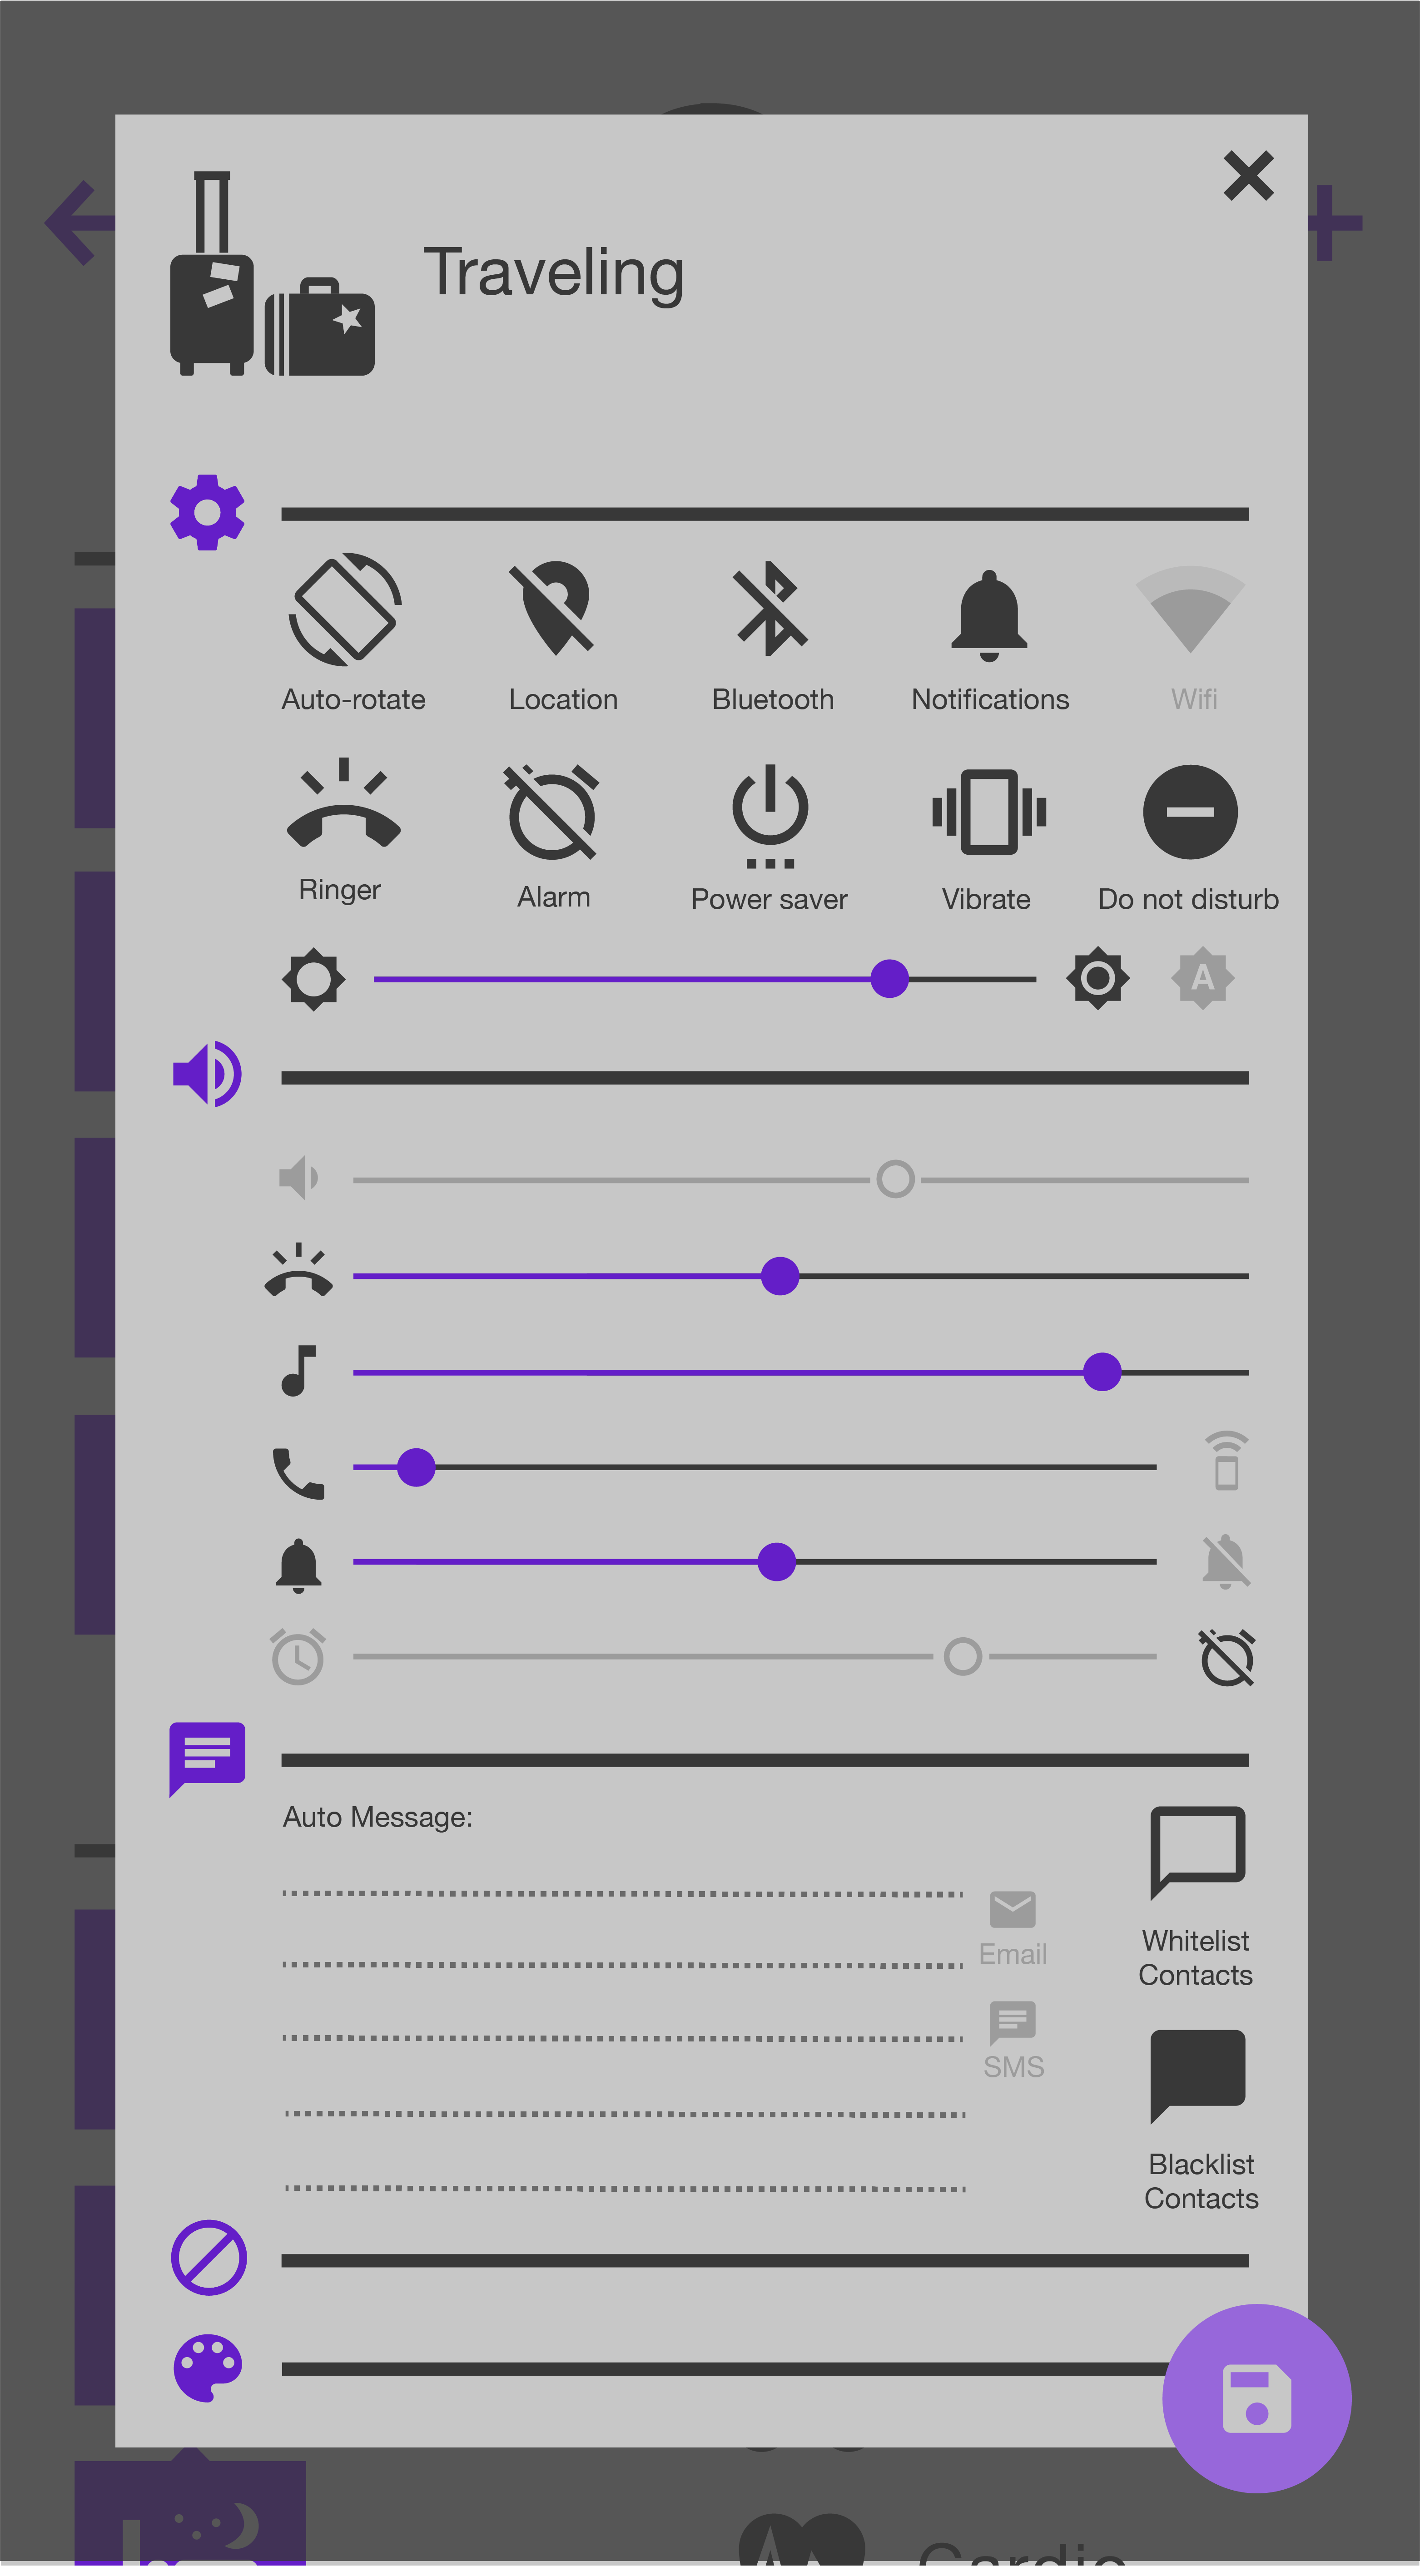 Traveling
Auto-rotate
Location
Bluetooth
Notifications
Wifi
Ringer
Alarm
Power saver
Vibrate
Do not disturb
A
Auto Message:
Email
SMS
Whitelist
Contacts
Blacklist
Contacts
Cardio